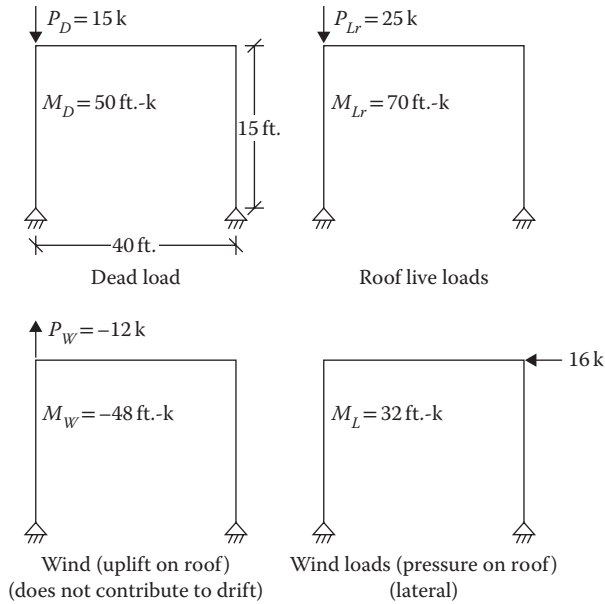 P_D = 15 k
M_D = 50 ft.-k
15 ft.
40 ft.
Dead load
P_Lr = 25 k
M_Lr = 70 ft.-k
Roof live loads
P_W = –12 k
M_W = –48 ft.-k
Wind (uplift on roof)
(does not contribute to drift)
16 k
M_L = 32 ft.-k
Wind loads (pressure on roof)
(lateral)